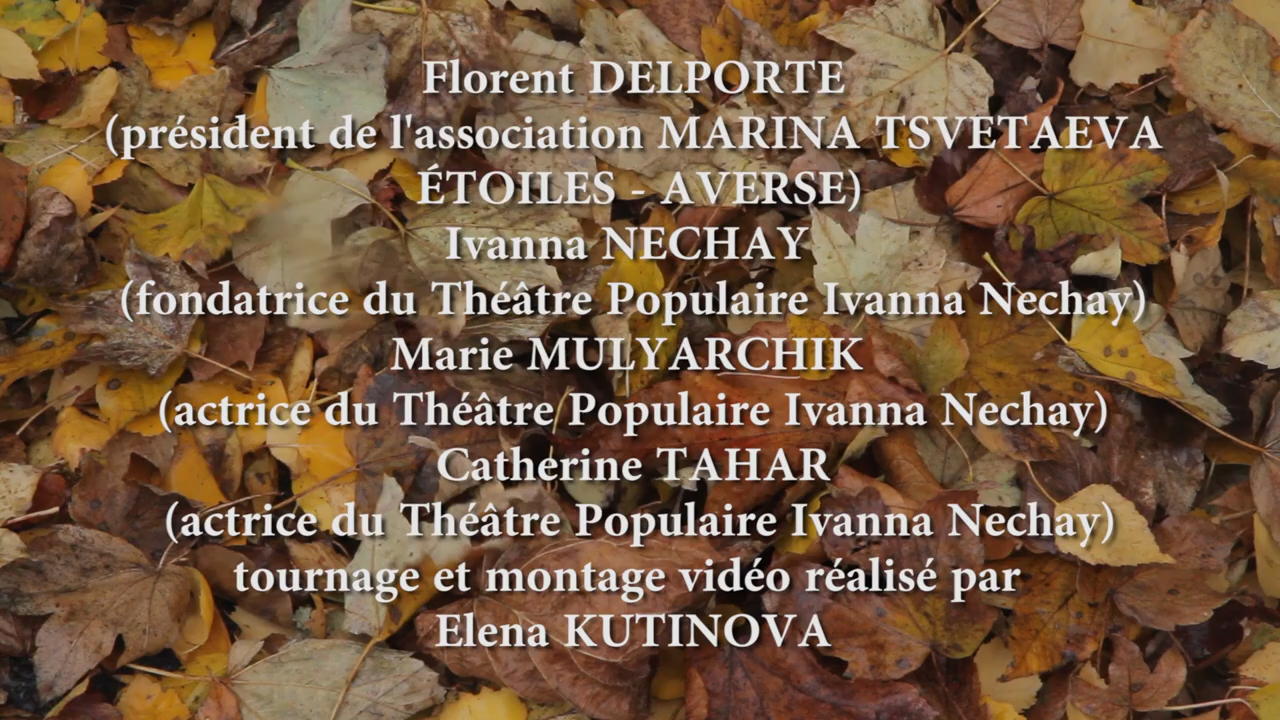 Florent DELPORTE
(président de l'association MARINA TSVETAEVA
ÉTOILES - AVERSE)
Ivanna NECHAY
(fondatrice du Théâtre Populaire Ivanna Nechay)
Marie MULYARCHIK
(actrice du Théâtre Populaire Ivanna Nechay)
Catherine TAHAR
(actrice du Théâtre Populaire Ivanna Nechay)
tournage et montage vidéo réalisé par
Elena KUTINOVA